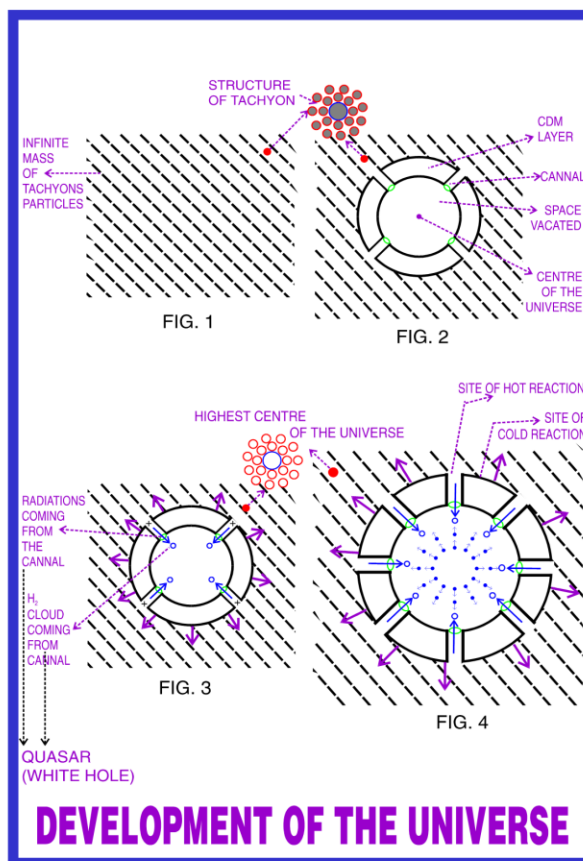 STRUCTURE
OF TACHYON
INFINITE
MASS
OF
TACHYONS
PARTICLES
CDM
LAYER
CANNAL
SPACE
VACATED
CENTRE
OF THE
UNIVERSE
FIG. 1
FIG. 2
SITE OF HOT REACTION
SITE OF
COLD REACTION
HIGHEST CENTRE
OF THE UNIVERSE
RADIATIONS
COMING
FROM
THE
CANNAL
H₂
CLOUD
COMING
FROM
CANNAL
FIG. 3
FIG. 4
QUASAR
(WHITE HOLE)
DEVELOPMENT OF THE UNIVERSE